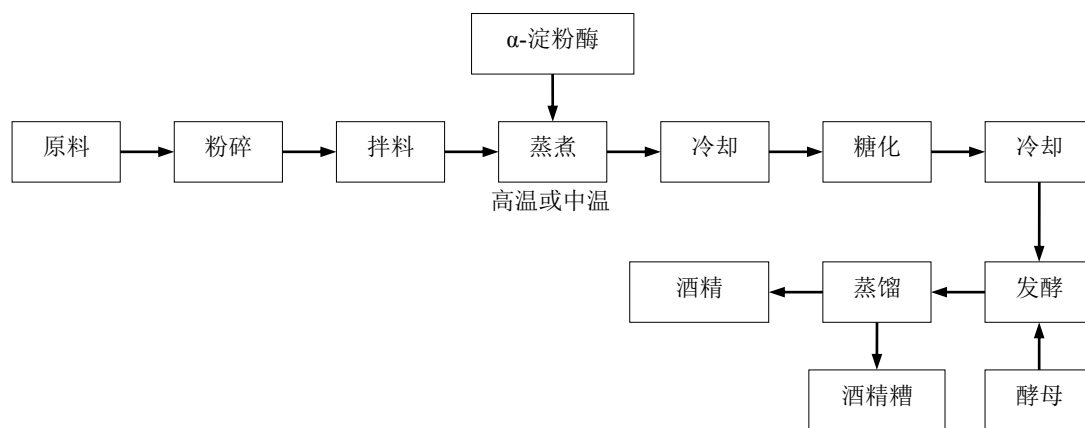 α-淀粉酶
原料
粉碎
拌料
蒸煮
冷却
糖化
冷却
高温或中温
酒精
蒸馏
发酵
酒精糟
酵母